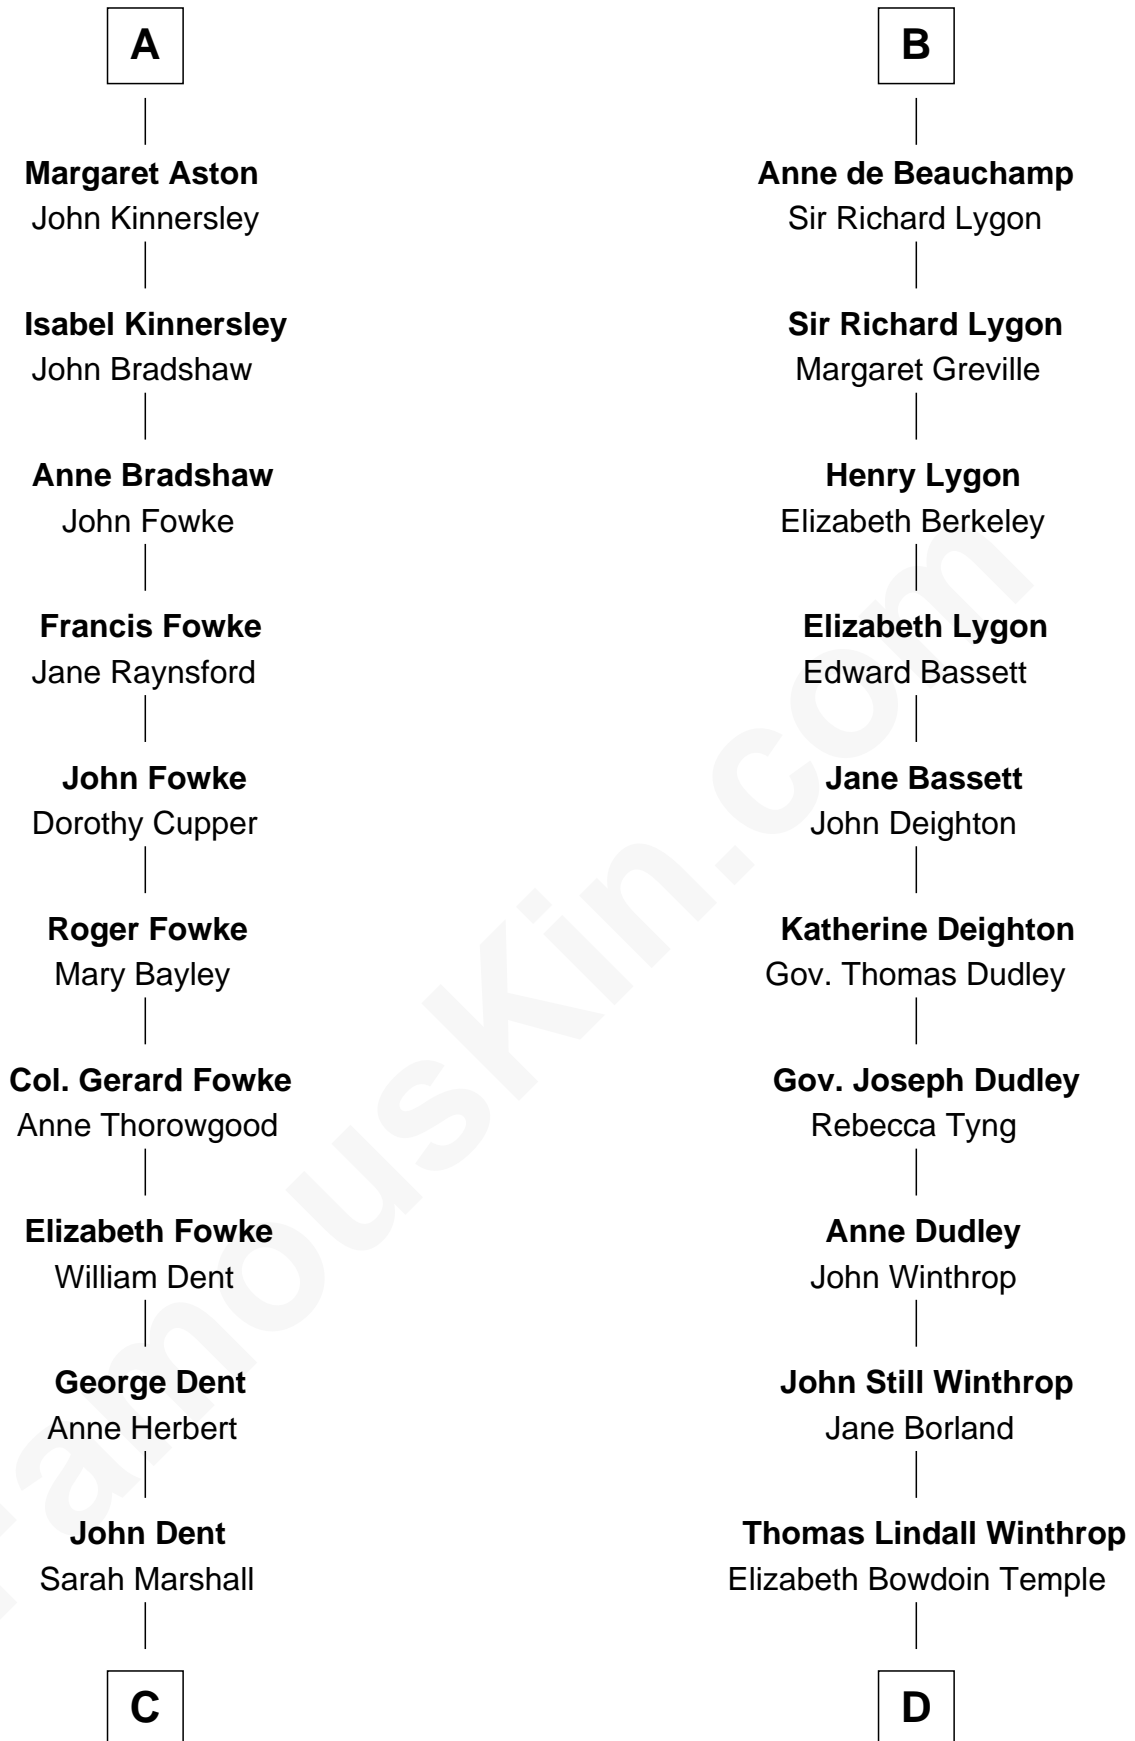 A
Margaret Aston
John Kinnersley
Isabel Kinnersley
John Bradshaw
Anne Bradshaw
John Fowke
Francis Fowke
Jane Raynsford
John Fowke
Dorothy Cupper
Roger Fowke
Mary Bayley
Col. Gerard Fowke
Anne Thorowgood
Elizabeth Fowke
William Dent
George Dent
Anne Herbert
John Dent
Sarah Marshall
C
B
Anne de Beauchamp
Sir Richard Lygon
Sir Richard Lygon
Margaret Greville
Henry Lygon
Elizabeth Berkeley
Elizabeth Lygon
Edward Bassett
Jane Bassett
John Deighton
Katherine Deighton
Gov. Thomas Dudley
Gov. Joseph Dudley
Rebecca Tyng
Anne Dudley
John Winthrop
John Still Winthrop
Jane Borland
Thomas Lindall Winthrop
Elizabeth Bowdoin Temple
D
FamousKin.com